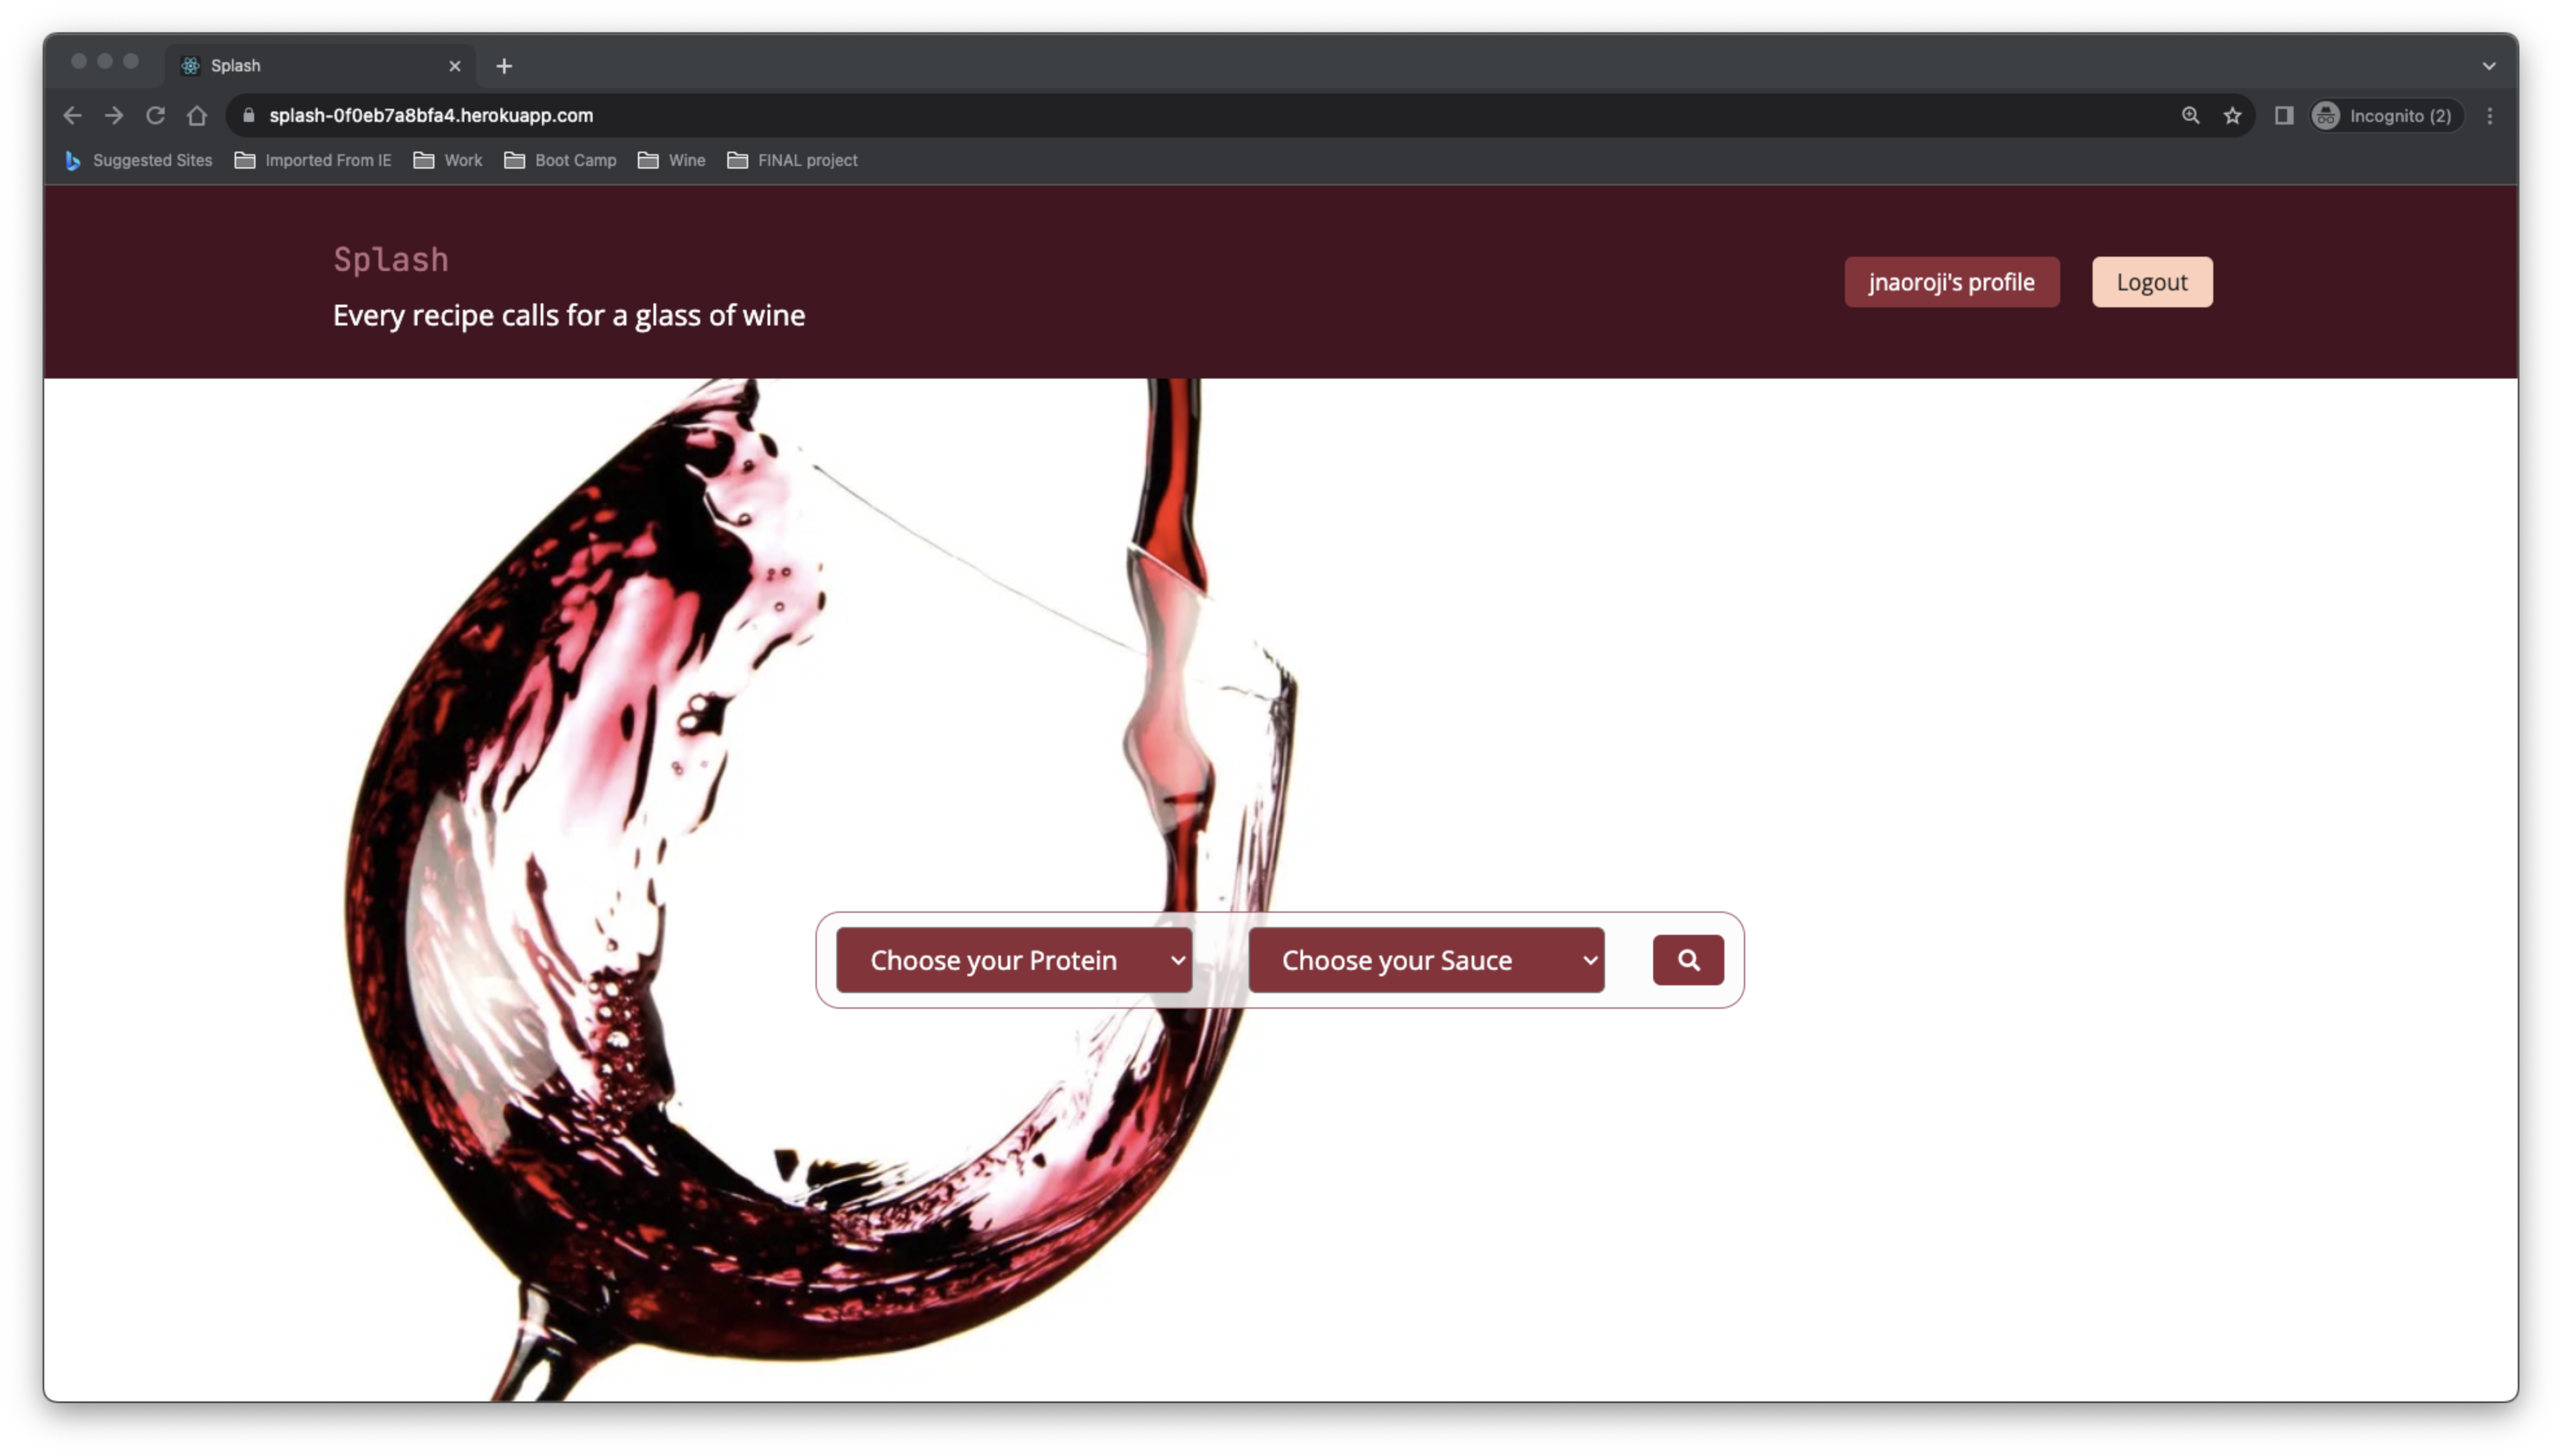 Splash
splash-0f0eb7a8bfa4.herokuapp.com
Incognito (2)
Suggested Sites
Imported From IE
Work
Boot Camp
Wine
FINAL project
Splash
Every recipe calls for a glass of wine
jnaoroji's profile
Logout
Choose your Protein
Choose your Sauce